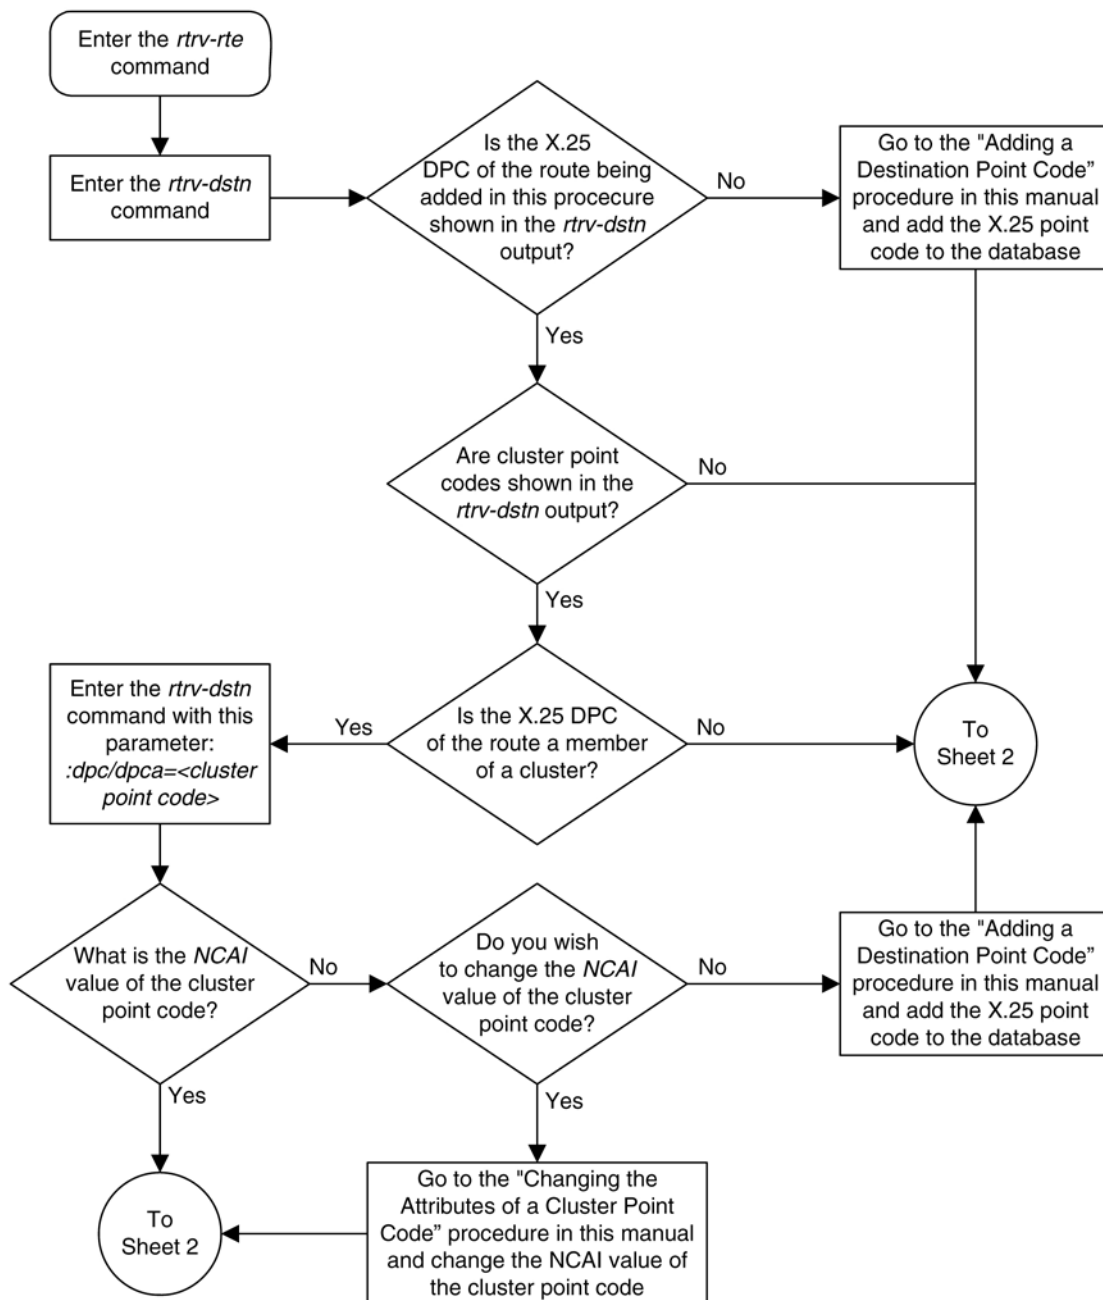 Enter the rtrv-rte
command
Enter the rtrv-dstn
command
Is the X.25
DPC of the route being
added in this procecure
shown in the rtrv-dstn
output?
No
Go to the "Adding a
Destination Point Code”
procedure in this manual
and add the X.25 point
code to the database
Yes
Are cluster point
codes shown in the
rtrv-dstn output?
No
Yes
Is the X.25 DPC
of the route a member
of a cluster?
No
To
Sheet 2
Yes
Enter the rtrv-dstn
command with this
parameter:
:dpc/dpca=<cluster
point code>
What is the NCAI
value of the cluster
point code?
No
Do you wish
to change the NCAI
value of the cluster
point code?
No
Go to the "Adding a
Destination Point Code”
procedure in this manual
and add the X.25 point
code to the database
Yes
Yes
To
Sheet 2
Go to the "Changing the
Attributes of a Cluster Point
Code” procedure in this manual
and change the NCAI value of
the cluster point code